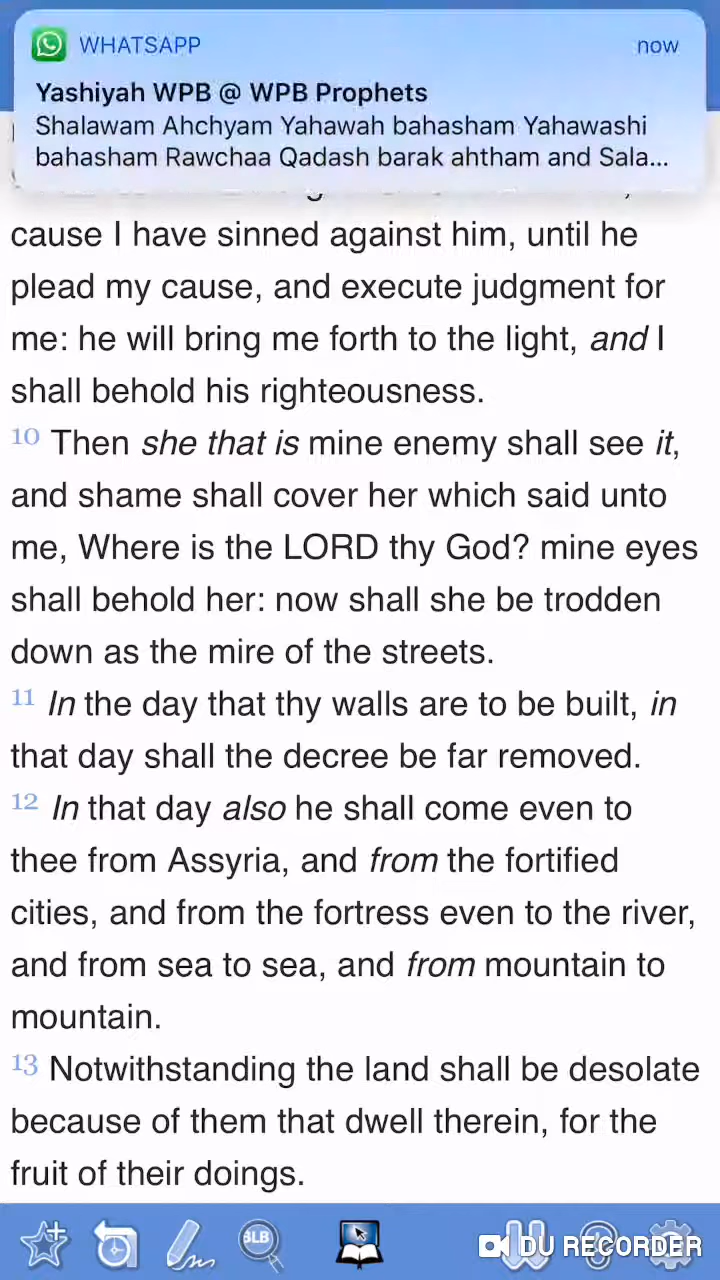 WHATSAPP now
Yashiyah WPB @ WPB Prophets
Shalawam Ahchyam Yahawah bahasham Yahawashi
bahasham Rawchaa Qadash barak ahtham and Sala...
cause I have sinned against him, until he
plead my cause, and execute judgment for
me: he will bring me forth to the light, and I
shall behold his righteousness.
10 Then she that is mine enemy shall see it,
and shame shall cover her which said unto
me, Where is the LORD thy God? mine eyes
shall behold her: now shall she be trodden
down as the mire of the streets.
11 In the day that thy walls are to be built, in
that day shall the decree be far removed.
12 In that day also he shall come even to
thee from Assyria, and from the fortified
cities, and from the fortress even to the river,
and from sea to sea, and from mountain to
mountain.
13 Notwithstanding the land shall be desolate
because of them that dwell therein, for the
fruit of their doings.
BLB
DU RECORDER